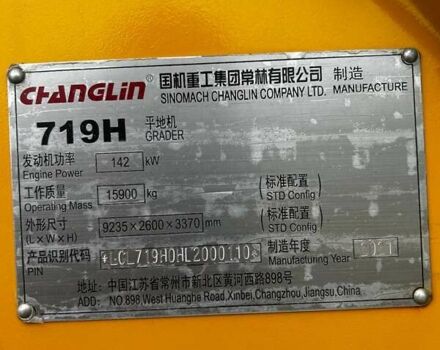 CHANGLIN 国机重工集团常林有限公司 制造
SINOMACH CHANGLIN COMPANY LTD. MANUFACTURE
719H 平地机
GRADER
发动机功率 142 kW
Engine Power
工作质量 15900 kg (标准配置)
Operating Mass STD Config
外形尺寸 9235×2600×3370 mm (标准配置)
(L×W×H) STD Config
产品识别代码 制造年度
PIN Manufacturing Year
地址：中国江苏省常州市新北区黄河西路898号
ADD: NO 898,West Huanghe Road,Xinbei,Changzhou,Jiangsu,China